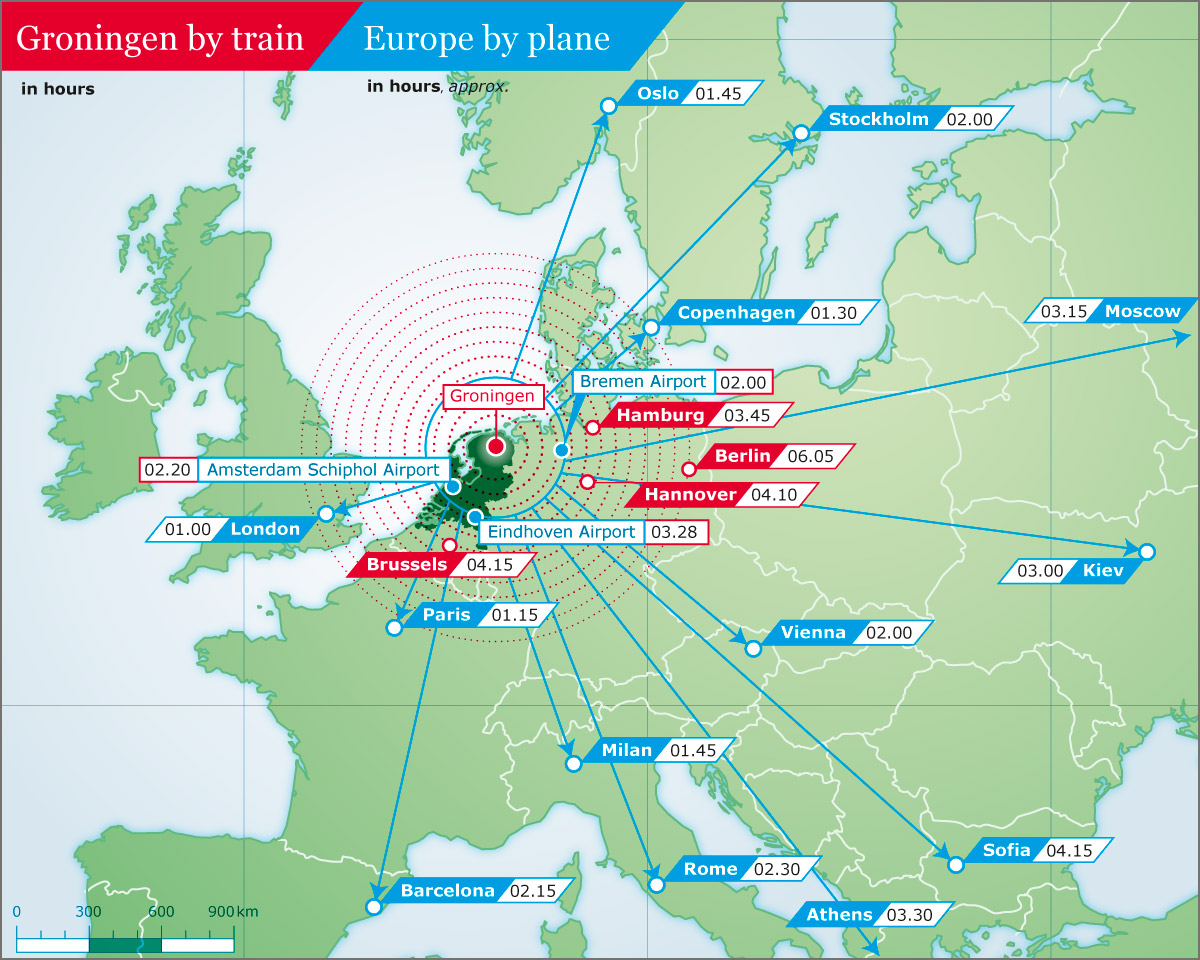 Groningen by train
Europe by plane
in hours
in hours, approx.
Oslo 01.45
Stockholm 02.00
Copenhagen 01.30
03.15 Moscow
Bremen Airport 02.00
Groningen
Hamburg 03.45
Berlin 06.05
02.20 Amsterdam Schiphol Airport
Hannover 04.10
01.00 London
Eindhoven Airport 03.28
Brussels 04.15
03.00 Kiev
Paris 01.15
Vienna 02.00
Milan 01.45
Sofia 04.15
Rome 02.30
Barcelona 02.15
Athens 03.30
0 300 600 900km